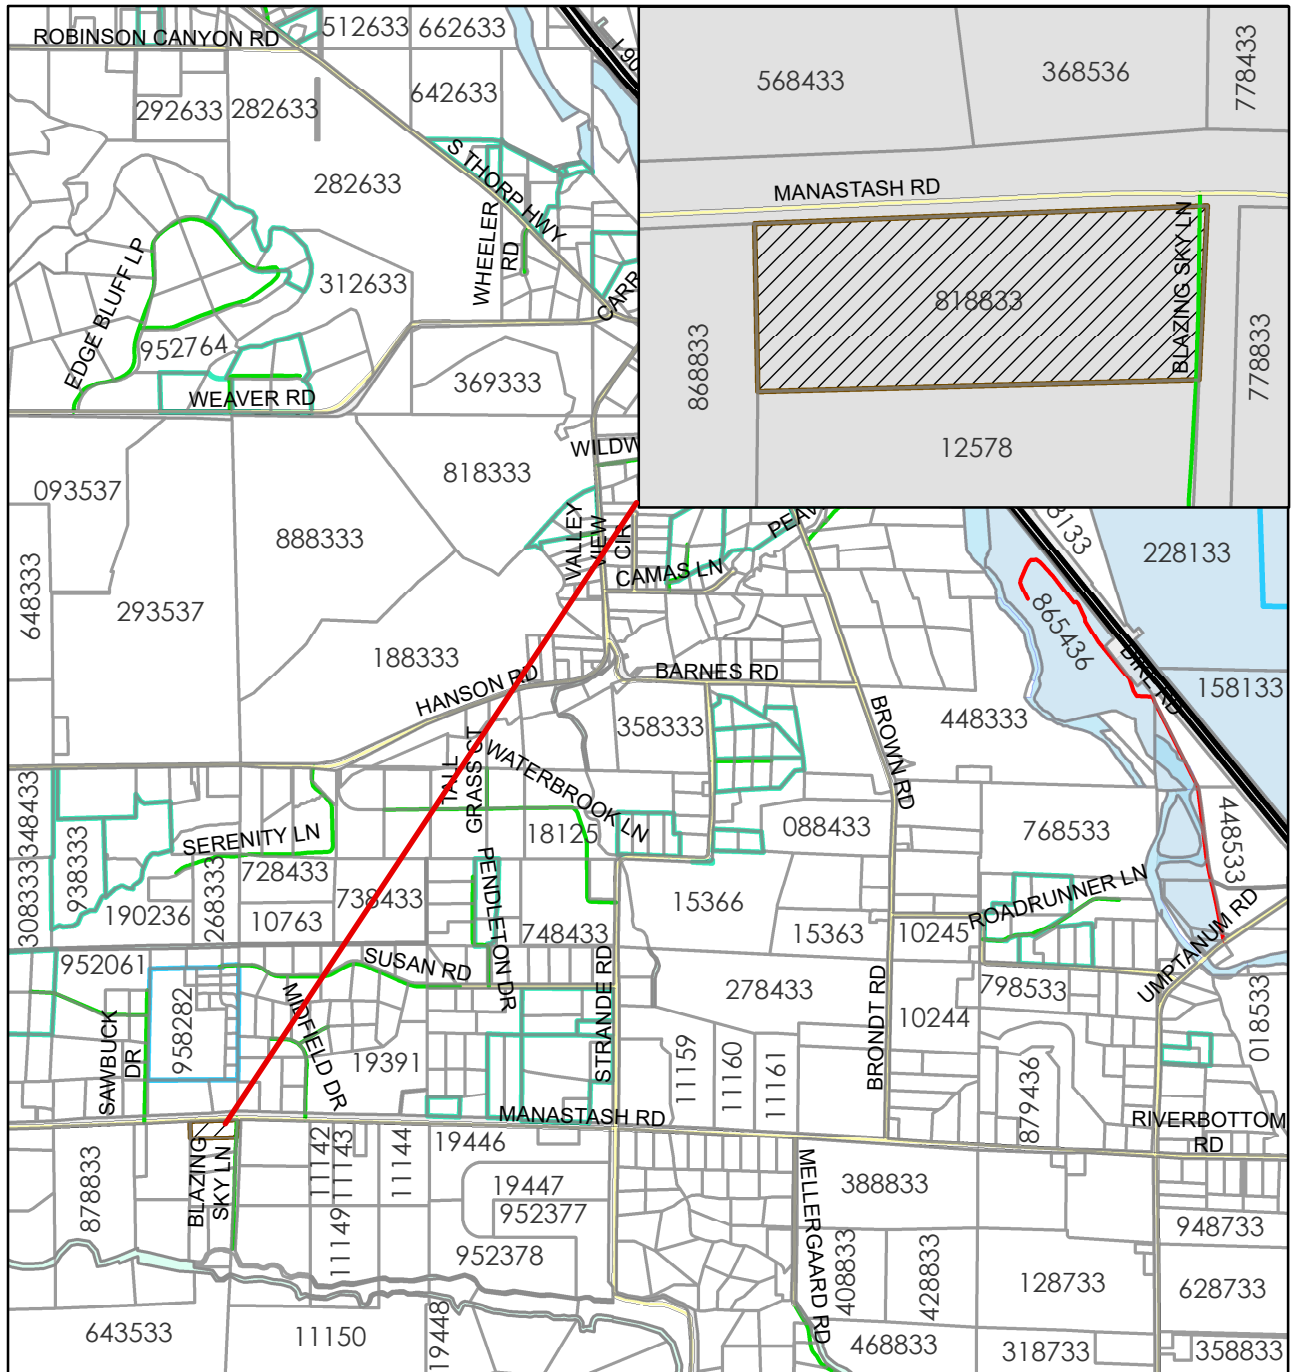 ROBINSON CANYON RD
512633
662633
I 90
292633
282633
642633
282633
S THORP HWY
WHEELER
RD
EDGE BLUFF LP
312633
952764
WEAVER RD
369333
568433
368536
778433
MANASTASH RD
818833
BLAZING SKY LN
868833
778833
12578
093537
818333
888333
VALLEY
VIEW
CIR
CAMAS LN
228133
648333
293537
188333
HANSON RD
BARNES RD
865436
DIKE RD
158133
358333
448333
BROWN RD
TALL
GRASS CT
WATERBROOK LN
18125
088433
768533
448533
308333
348433
938333
SERENITY LN
728433
268333
190236
10763
738433
PENDLETON DR
748433
15366
15363
10245
ROADRUNNER LN
UMPTANUM RD
952061
SUSAN RD
958282
SAWBUCK
DR
MIDFIELD DR
19391
STRANDE RD
278433
BRONDT RD
10244
798533
018533
11159
11160
11161
879436
MANASTASH RD
RIVERBOTTOM
RD
878833
BLAZING
SKY LN
11142
11143
11144
11149
19446
19447
952377
952378
MELLERGAARD RD
388833
408833
428833
948733
128733
628733
643533
11150
19448
468833
318733
358833